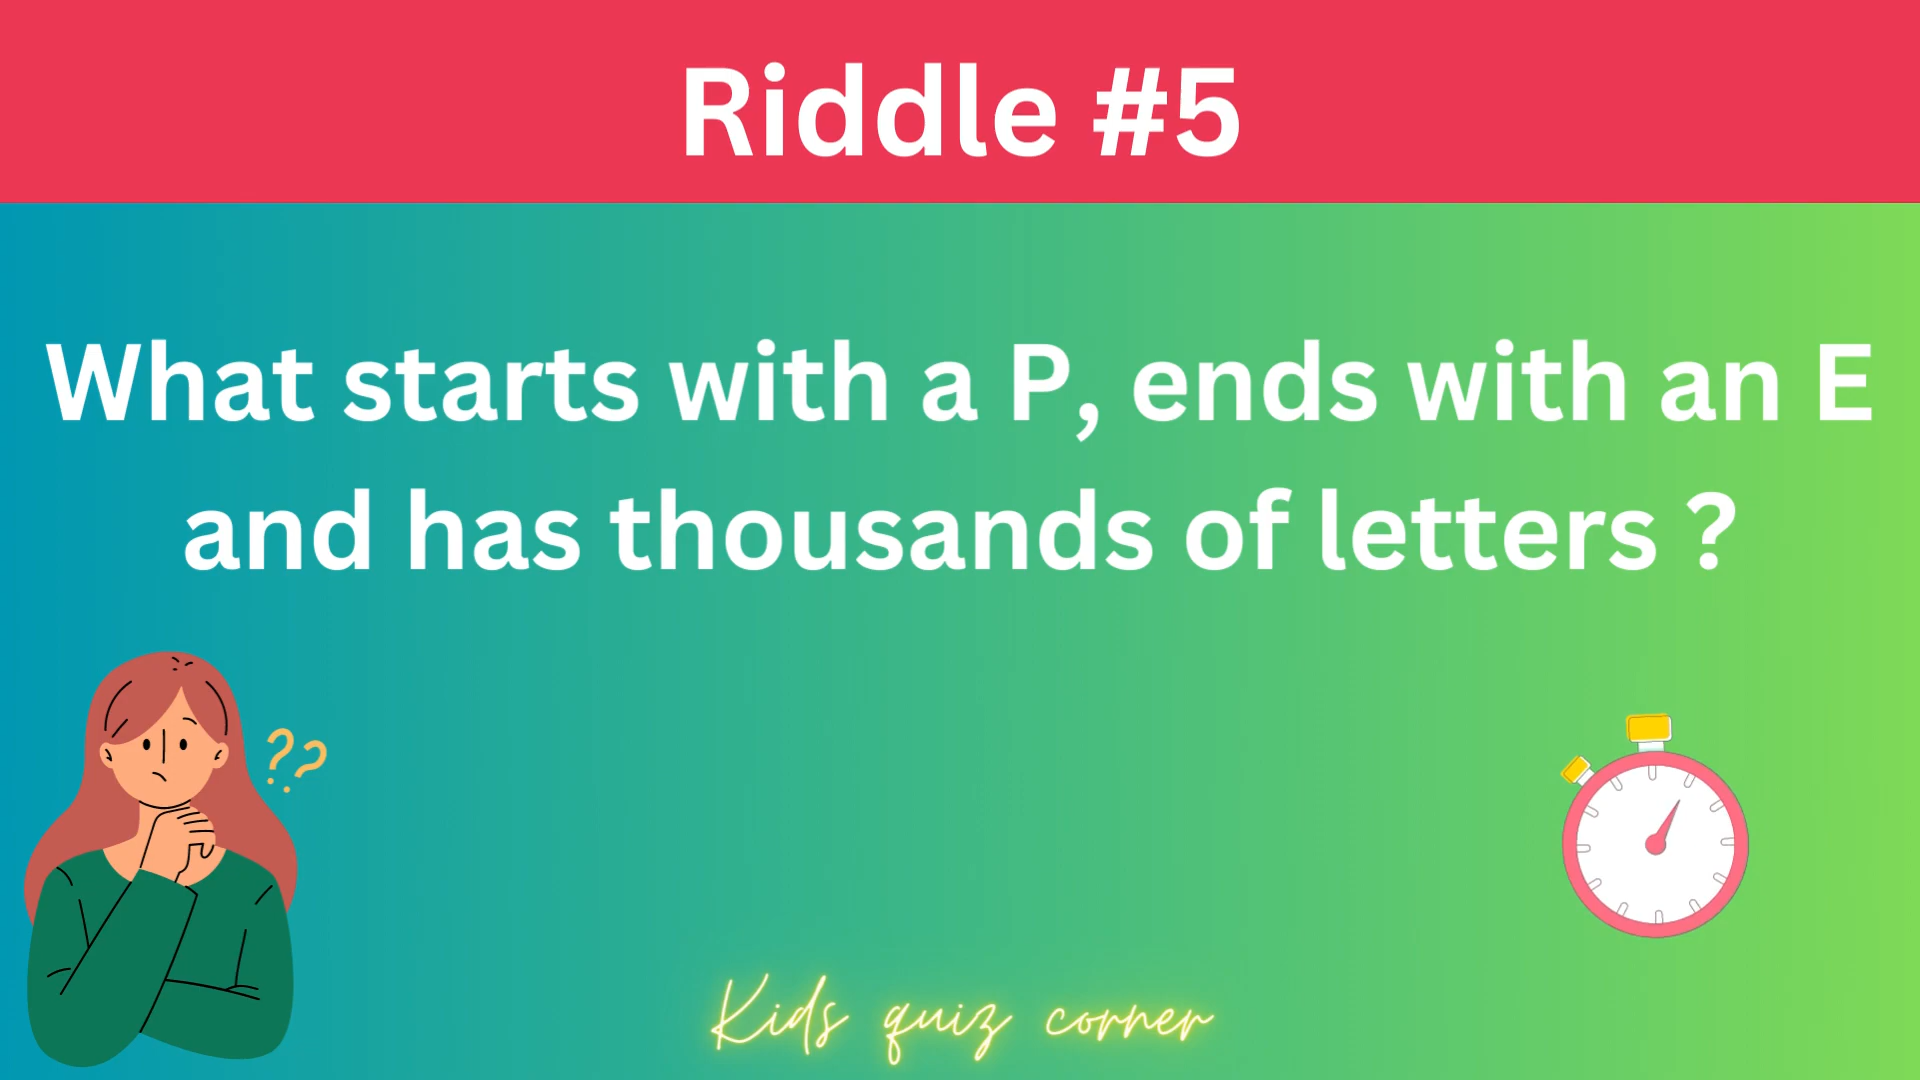 Riddle #5
What starts with a P, ends with an E
and has thousands of letters ?
??
Kids quiz corner